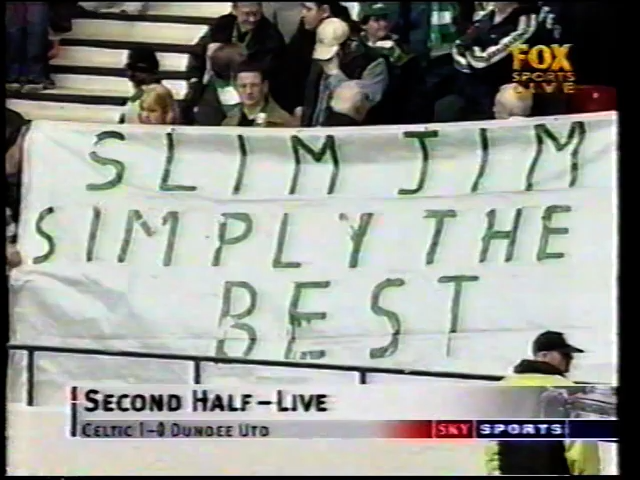 FOX
SPORTS
LIVE
SLIM JIM
SIMPLY THE
BEST
SECOND HALF-LIVE
CELTIC 1-0 DUNDEE UTD
SKY SPORTS